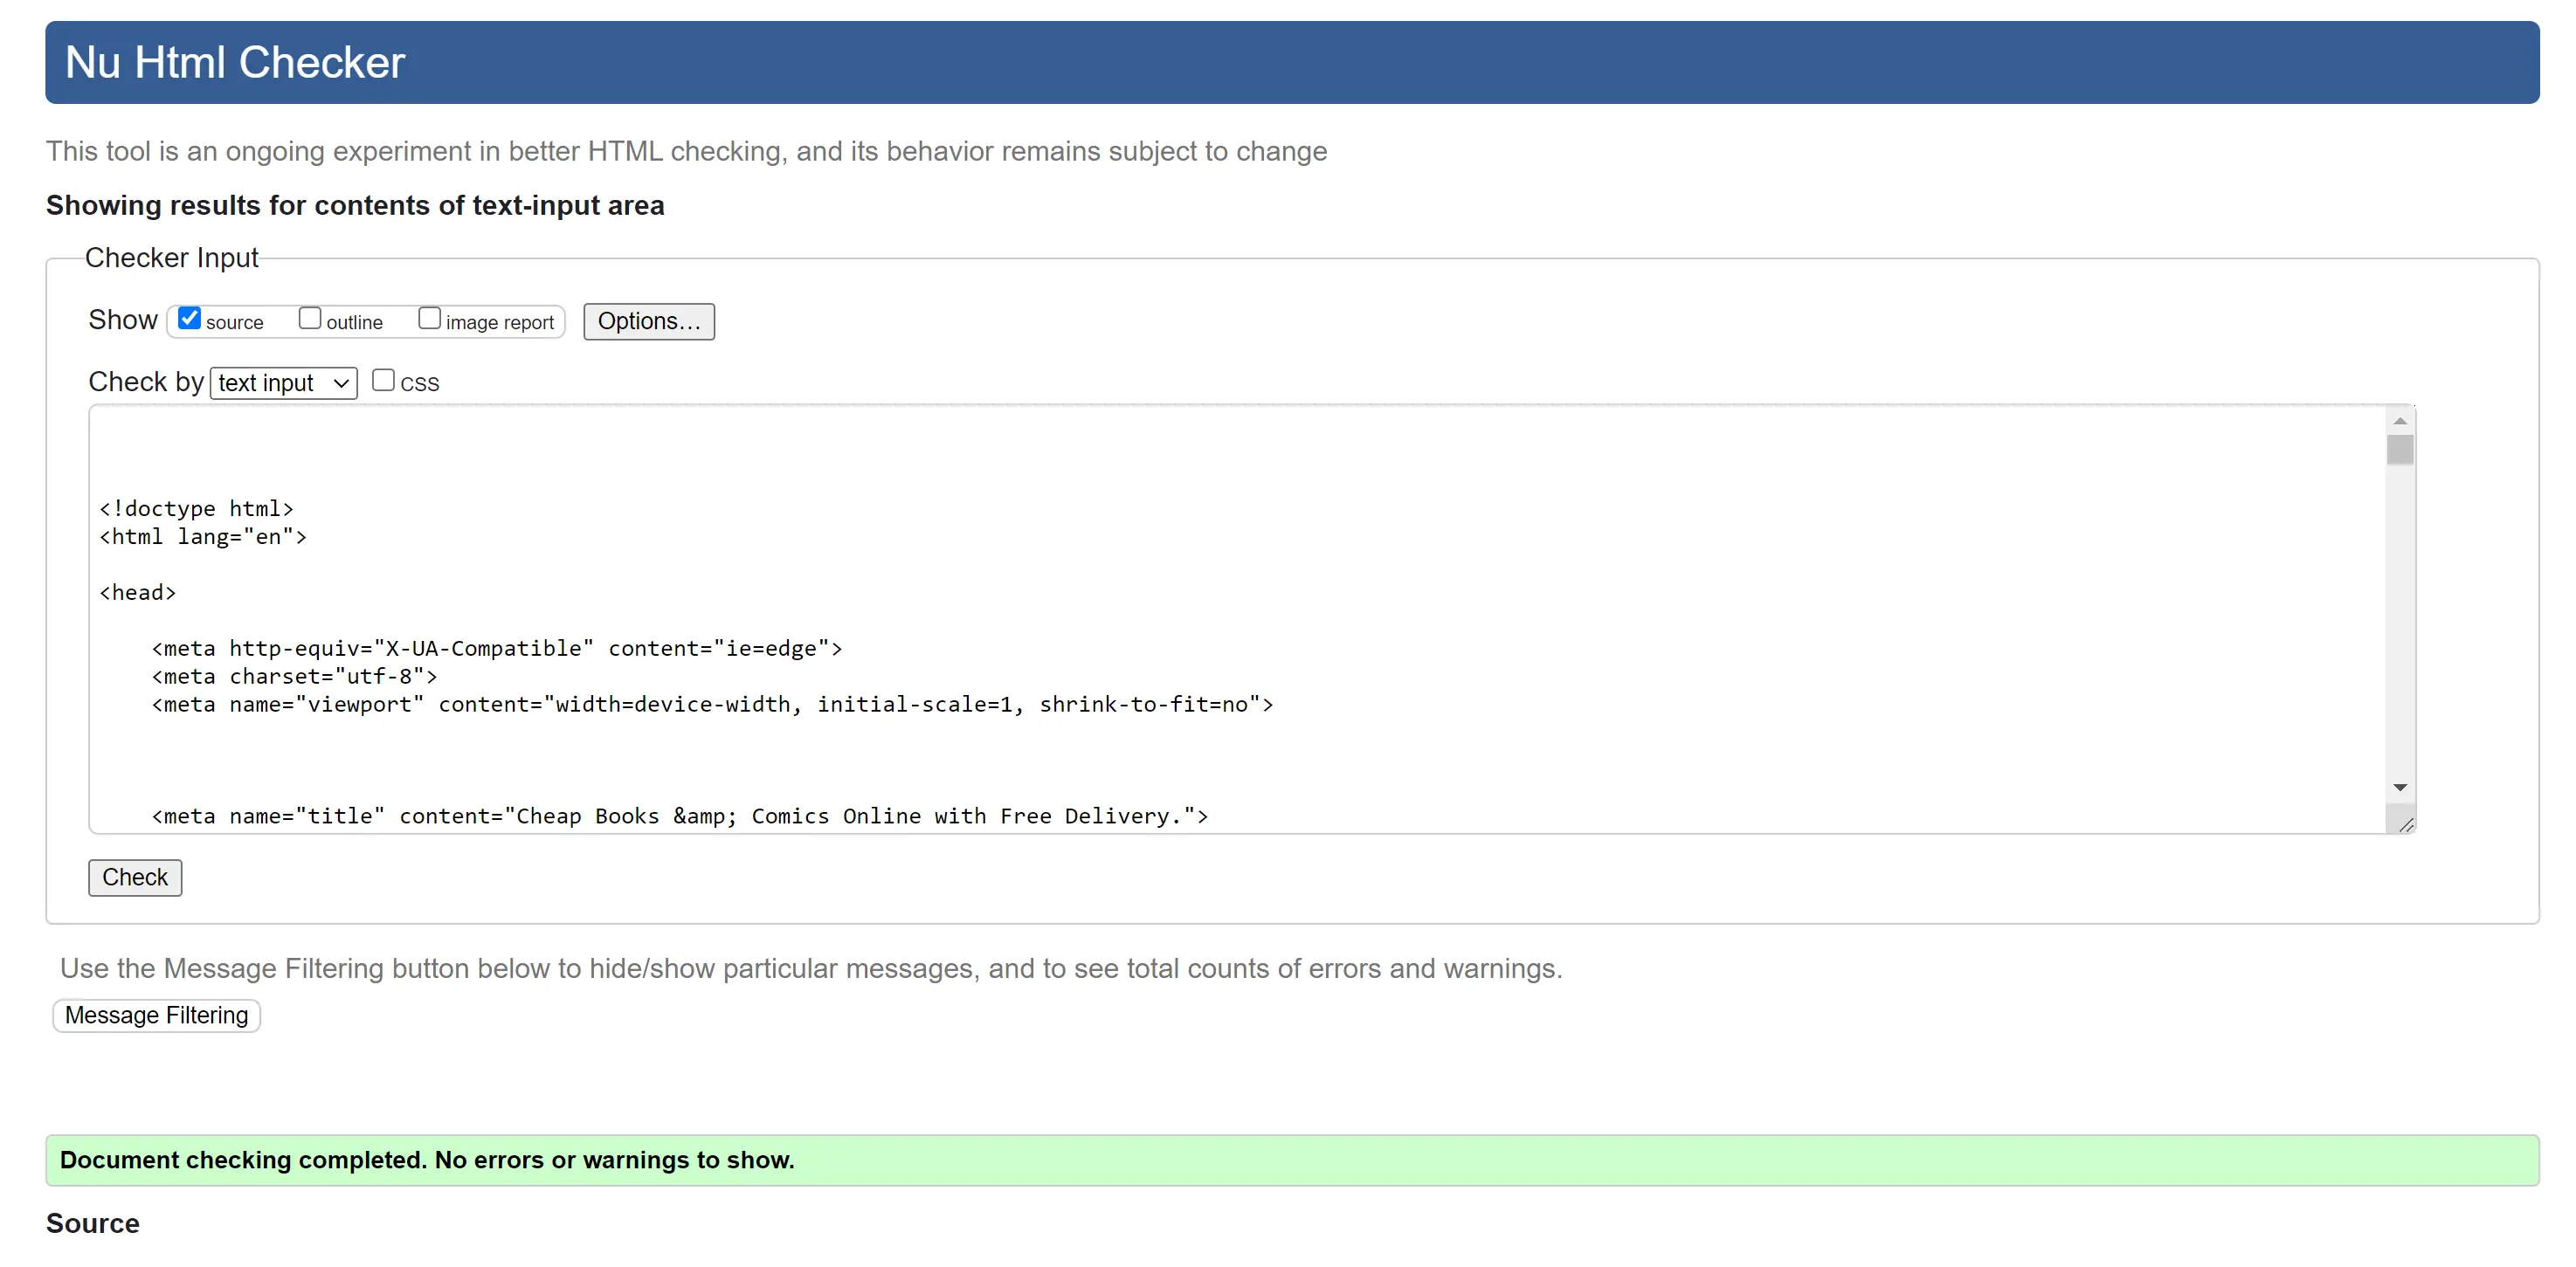 Nu Html Checker
This tool is an ongoing experiment in better HTML checking, and its behavior remains subject to change
Showing results for contents of text-input area
Checker Input
Show source outline image report Options...
Check by text input CSS
<!doctype html>
<html lang="en">
<head>
<meta http-equiv="X-UA-Compatible" content="ie=edge">
<meta charset="utf-8">
<meta name="viewport" content="width=device-width, initial-scale=1, shrink-to-fit=no">
<meta name="title" content="Cheap Books &amp; Comics Online with Free Delivery.">
Check
Use the Message Filtering button below to hide/show particular messages, and to see total counts of errors and warnings.
Message Filtering
Document checking completed. No errors or warnings to show.
Source